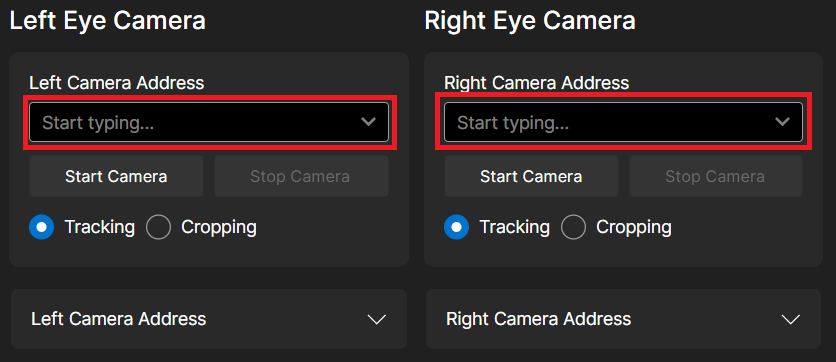 Left Eye Camera
Left Camera Address
Start typing...
Start Camera Stop Camera
Tracking Cropping
Left Camera Address
Right Eye Camera
Right Camera Address
Start typing...
Start Camera Stop Camera
Tracking Cropping
Right Camera Address